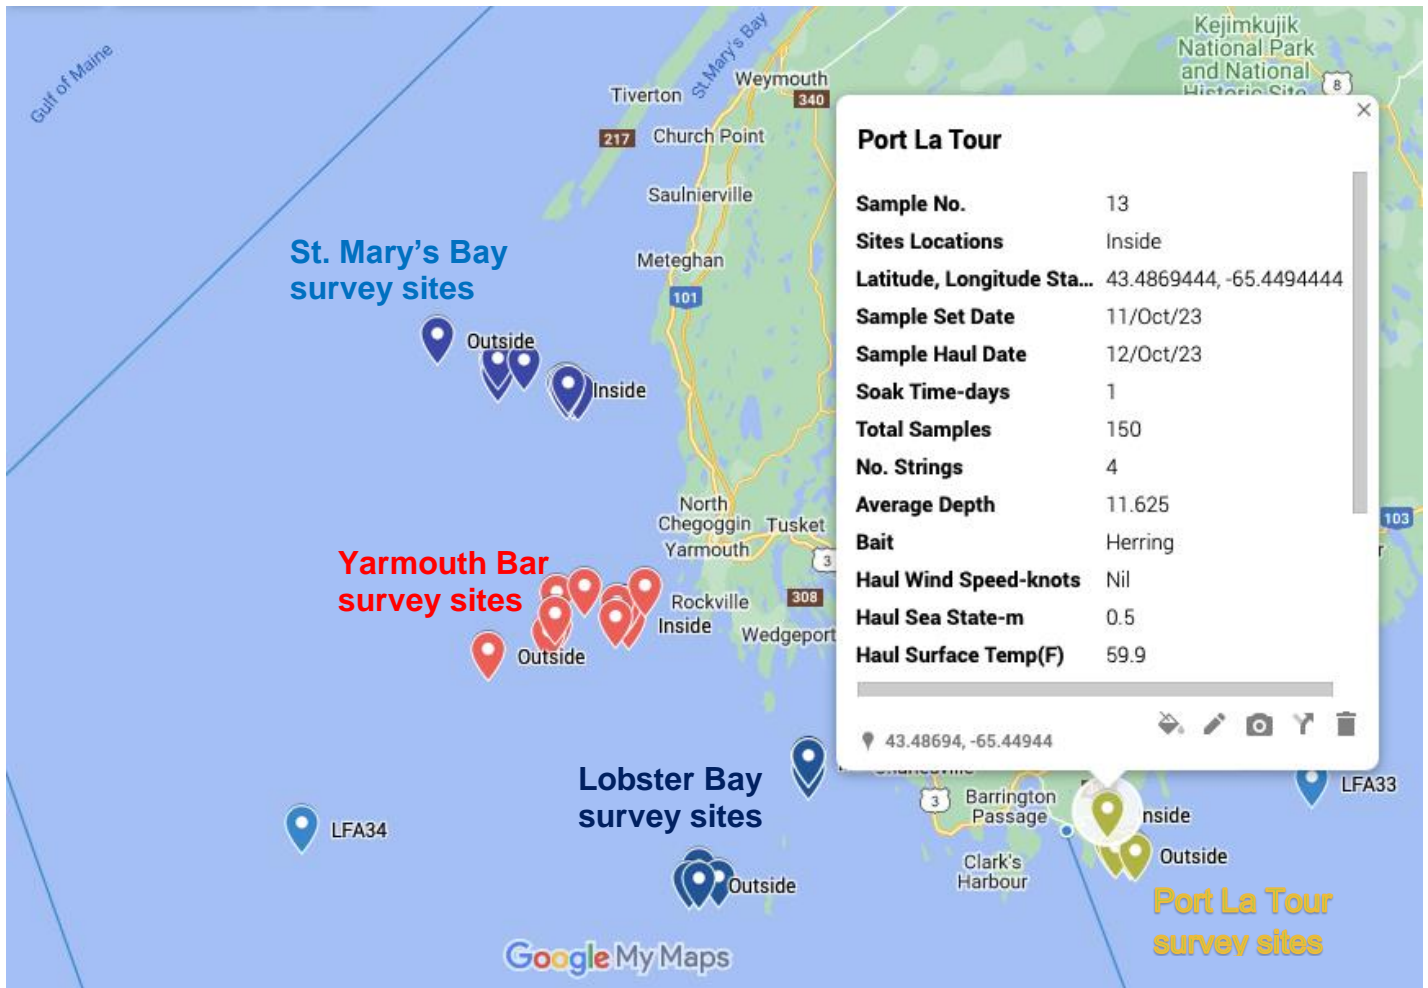 Gulf of Maine
St. Mary's Bay
Weymouth
340
Tiverton
217
Church Point
Saulnierville
Meteghan
101
Kejimkujik
National Park
and National
Historic Site
8
St. Mary's Bay
survey sites
Outside
Inside
North
Chegoggin
Tusket
Yarmouth
3
Yarmouth Bar
survey sites
Rockville
308
Inside
Wedgeport
Outside
Port La Tour
Sample No. 13
Sites Locations Inside
Latitude, Longitude Sta... 43.4869444, -65.4494444
Sample Set Date 11/Oct/23
Sample Haul Date 12/Oct/23
Soak Time-days 1
Total Samples 150
No. Strings 4
Average Depth 11.625
Bait Herring
Haul Wind Speed-knots Nil
Haul Sea State-m 0.5
Haul Surface Temp(F) 59.9
43.48694, -65.44944
103
Lobster Bay
survey sites
LFA34
Outside
3
Barrington
Passage
Clark's
Harbour
LFA33
nside
Outside
Port La Tour
survey sites
Google My Maps